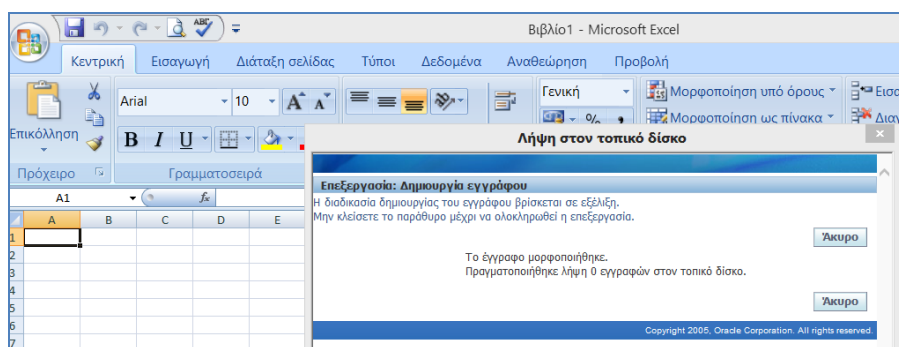 Βιβλίο1 - Microsoft Excel
Κεντρική Εισαγωγή Διάταξη σελίδας Τύποι Δεδομένα Αναθεώρηση Προβολή
Επικόλληση
Arial 10 A A
B I U
Γενική
%
Μορφοποίηση υπό όρους
Μορφοποίηση ως πίνακα
Πρόχειρο Γραμματοσειρά
A1 fx
A B C D E
1
2
3
4
5
6
7
Λήψη στον τοπικό δίσκο
Επεξεργασία: Δημιουργία εγγράφου
Η διαδικασία δημιουργίας του εγγράφου βρίσκεται σε εξέλιξη.
Μην κλείσετε το παράθυρο μέχρι να ολοκληρωθεί η επεξεργασία.
Άκυρο
Το έγγραφο μορφοποιήθηκε.
Πραγματοποιήθηκε λήψη 0 εγγραφών στον τοπικό δίσκο.
Άκυρο
Copyright 2005, Oracle Corporation. All rights reserved.